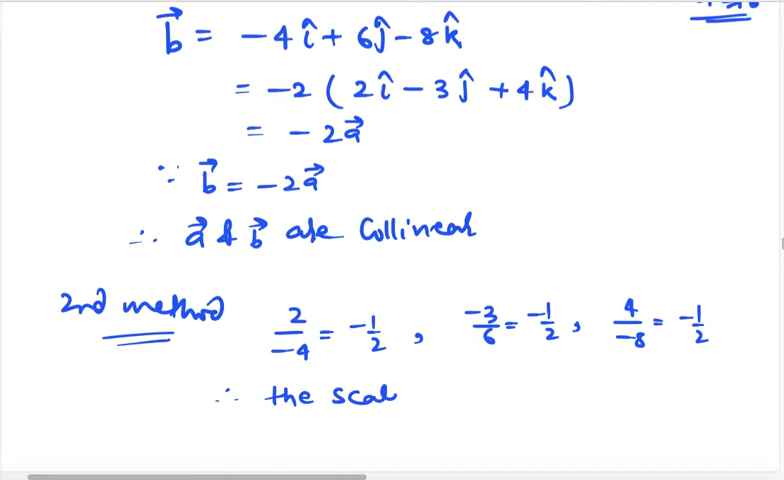 b⃗ = -4î + 6ĵ - 8k̂
= -2 ( 2î - 3ĵ + 4k̂ )
= - 2a⃗
∵ b⃗ = -2a⃗
∴ a⃗ & b⃗ are Collinear
2nd method 2/-4 = -1/2 , -3/6 = -1/2 , 4/-8 = -1/2
∴ the scal